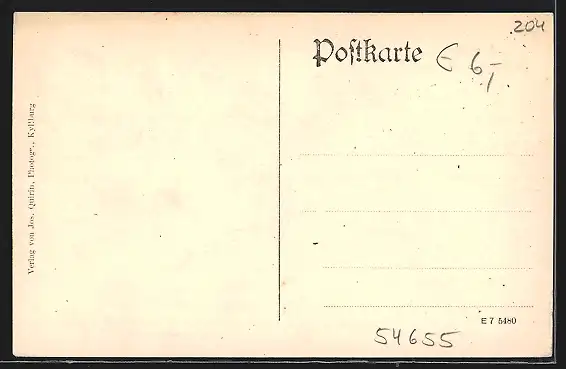 204
Postkarte
€ 6,-
Verlag von Jos. Quirin, Photogr., Kyllburg
E 7 5480
54655